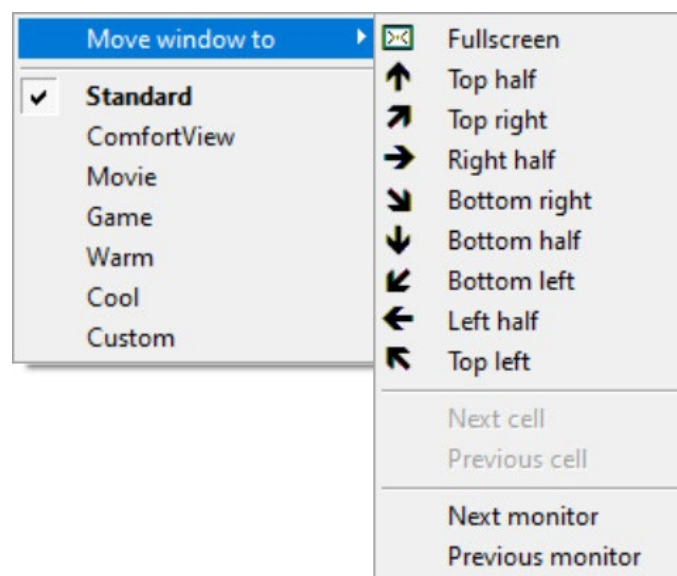 Move window to
Standard
ComfortView
Movie
Game
Warm
Cool
Custom
Fullscreen
Top half
Top right
Right half
Bottom right
Bottom half
Bottom left
Left half
Top left
Next cell
Previous cell
Next monitor
Previous monitor